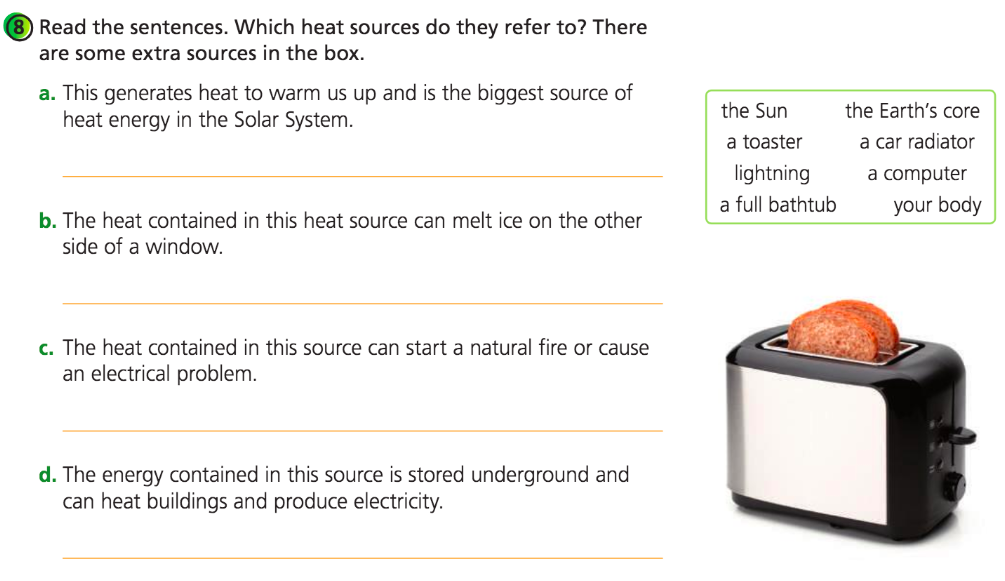 8 Read the sentences. Which heat sources do they refer to? There
are some extra sources in the box.
a. This generates heat to warm us up and is the biggest source of
heat energy in the Solar System.
b. The heat contained in this heat source can melt ice on the other
side of a window.
c. The heat contained in this source can start a natural fire or cause
an electrical problem.
d. The energy contained in this source is stored underground and
can heat buildings and produce electricity.
the Sun the Earth's core
a toaster a car radiator
lightning a computer
a full bathtub your body